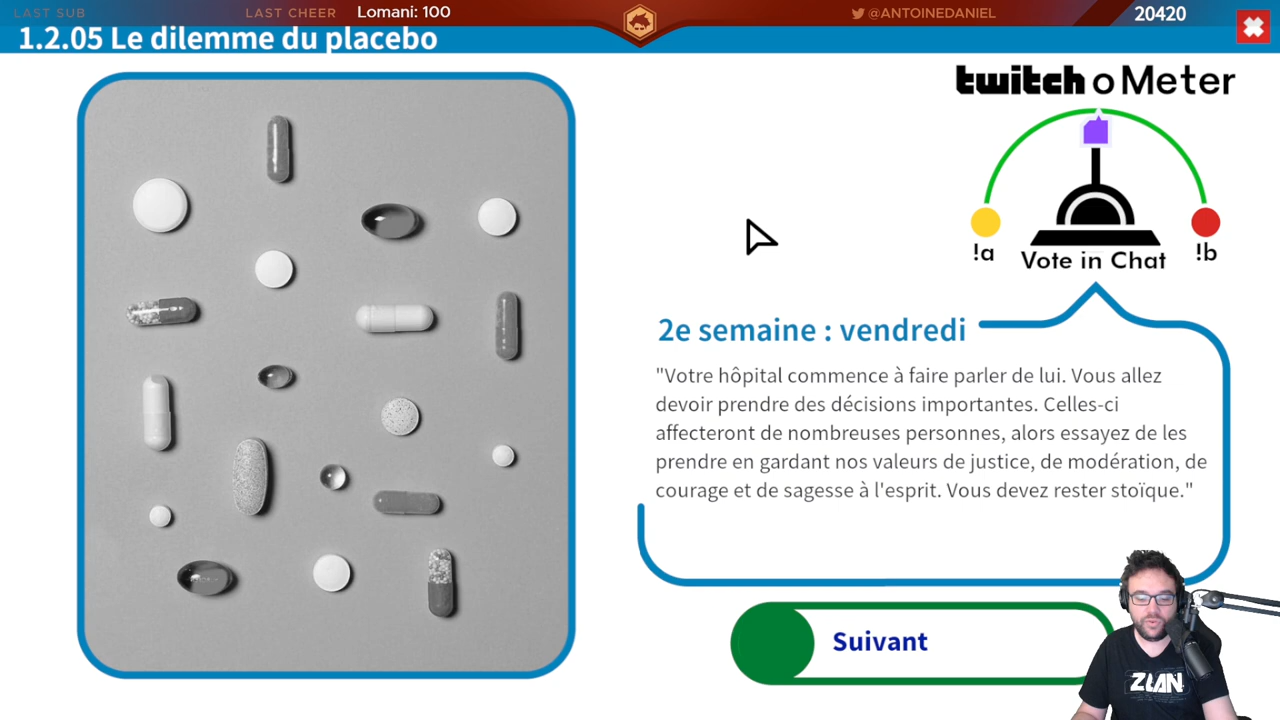 LAST SUB
LAST CHEER Lomani: 100
@ANTOINEDANIEL
20420
1.2.05 Le dilemme du placebo
twitch o Meter
!a
Vote in Chat
!b
2e semaine : vendredi
"Votre hôpital commence à faire parler de lui. Vous allez
devoir prendre des décisions importantes. Celles-ci
affecteront de nombreuses personnes, alors essayez de les
prendre en gardant nos valeurs de justice, de modération, de
courage et de sagesse à l'esprit. Vous devez rester stoïque."
Suivant
ZLAN